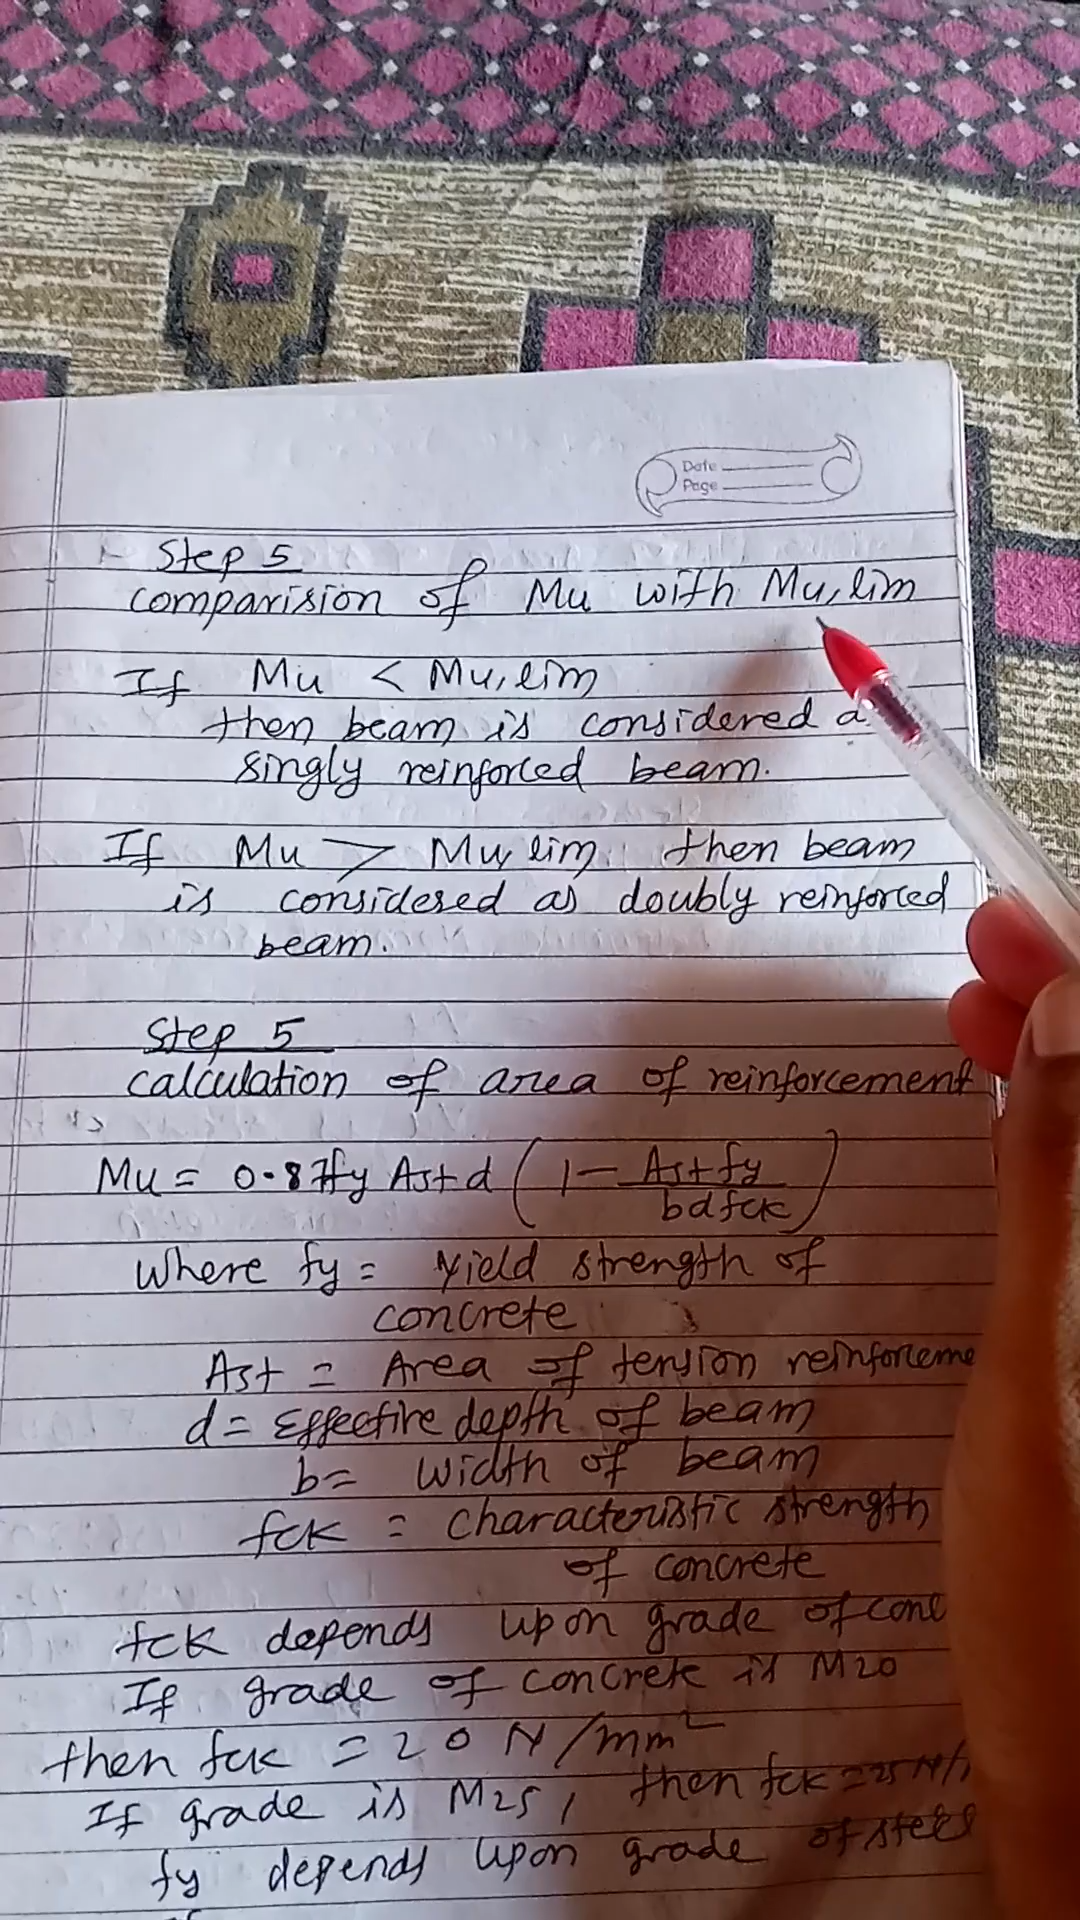 Date
Page
Step 5
comparision of Mu with Mu,lim
If Mu < Mu,lim
then beam is considered a
singly reinforced beam.
If Mu > Mu,lim then beam
is considered as doubly reinforced
beam.
Step 5
calculation of area of reinforcement
Mu = 0.87fy Ast d (1 - Ast fy / bdfck)
Where fy = Yield strength of
concrete
Ast = Area of tension reinforceme
d = Effective depth of beam
b = Width of beam
fck = Characteristic strength
of concrete
fck depends upon grade of conc
If grade of concrete is M20
then fck = 20 N/mm²
If grade is M25, then fck = 25 N/
fy depends upon grade of steel